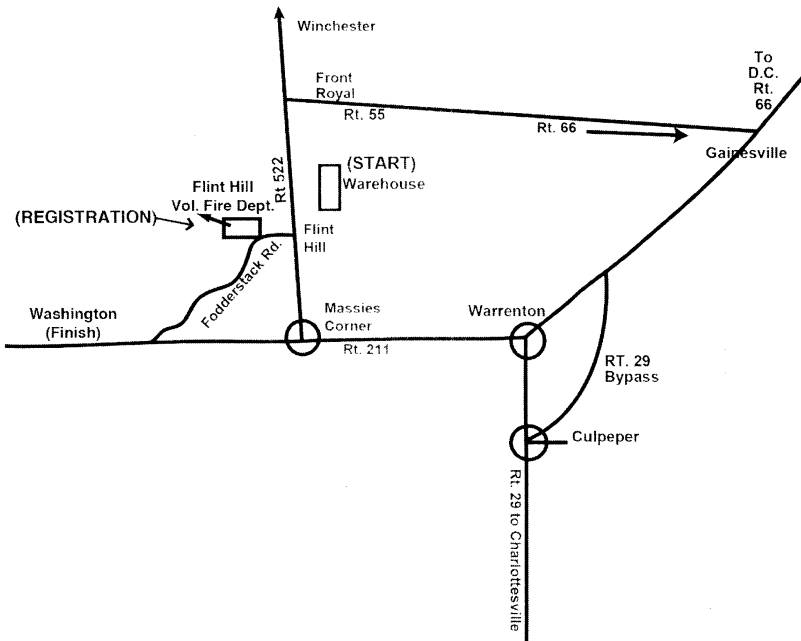 Winchester
To
D.C.
Rt.
66
Front
Royal
Rt. 55
Rt. 66
Gainesville
(START)
Warehouse
Rt 522
Flint Hill
Vol. Fire Dept.
(REGISTRATION)
Flint
Hill
Fodderstack Rd.
Washington
(Finish)
Massies
Corner
Rt. 211
Warrenton
RT. 29
Bypass
Culpeper
Rt. 29 to Charlottesville